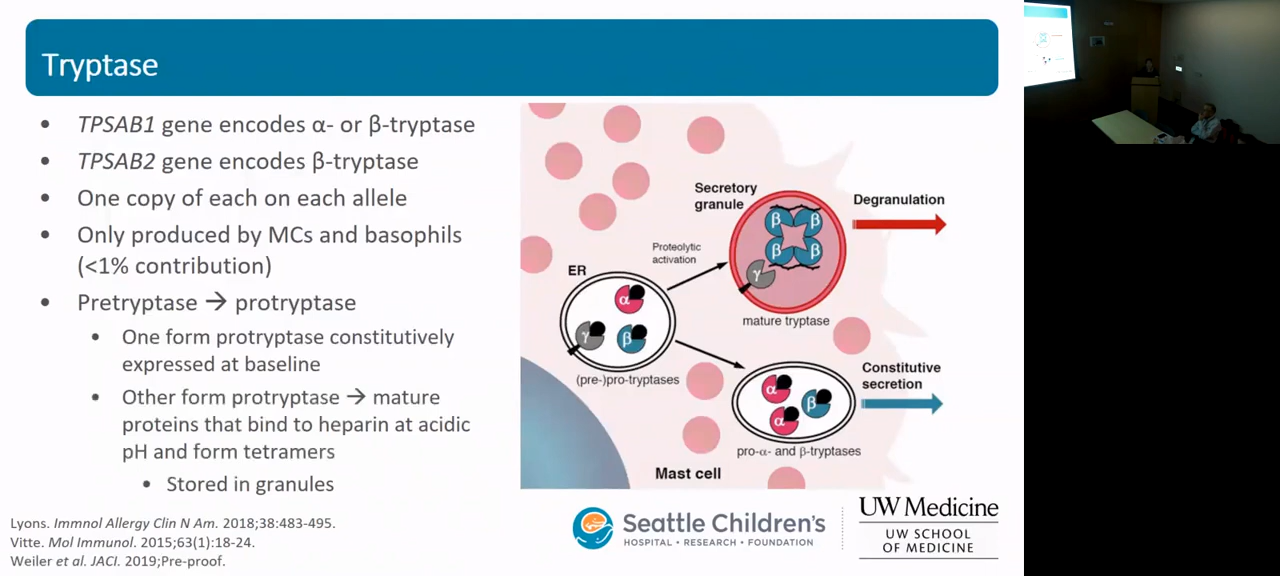 Tryptase
• TPSAB1 gene encodes α- or β-tryptase
• TPSAB2 gene encodes β-tryptase
• One copy of each on each allele
• Only produced by MCs and basophils
(<1% contribution)
• Pretryptase → protryptase
• One form protryptase constitutively
expressed at baseline
• Other form protryptase → mature
proteins that bind to heparin at acidic
pH and form tetramers
• Stored in granules
Lyons. Immnol Allergy Clin N Am. 2018;38:483-495.
Vitte. Mol Immunol. 2015;63(1):18-24.
Weiler et al. JACI. 2019;Pre-proof.
Secretory
granule
Degranulation
Proteolytic
activation
β β
β β
γ
mature tryptase
ER
α
γ β
(pre-)pro-tryptases
Constitutive
secretion
α β
α
pro-α- and β-tryptases
Mast cell
Seattle Children's
HOSPITAL • RESEARCH • FOUNDATION
UW Medicine
UW SCHOOL
OF MEDICINE